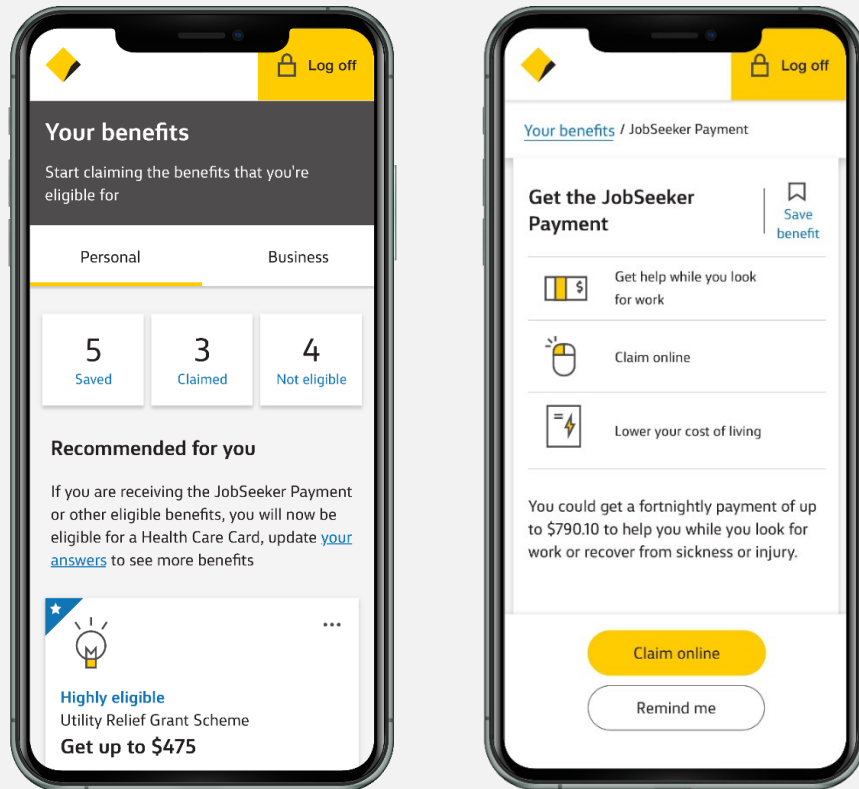 Log off
Your benefits
Start claiming the benefits that you're
eligible for
Personal Business
5 3 4
Saved Claimed Not eligible
Recommended for you
If you are receiving the JobSeeker Payment
or other eligible benefits, you will now be
eligible for a Health Care Card, update your
answers to see more benefits
Highly eligible
Utility Relief Grant Scheme
Get up to $475
Log off
Your benefits / JobSeeker Payment
Get the JobSeeker
Payment
Save
benefit
$
Get help while you look
for work
Claim online
Lower your cost of living
You could get a fortnightly payment of up
to $790.10 to help you while you look for
work or recover from sickness or injury.
Claim online
Remind me